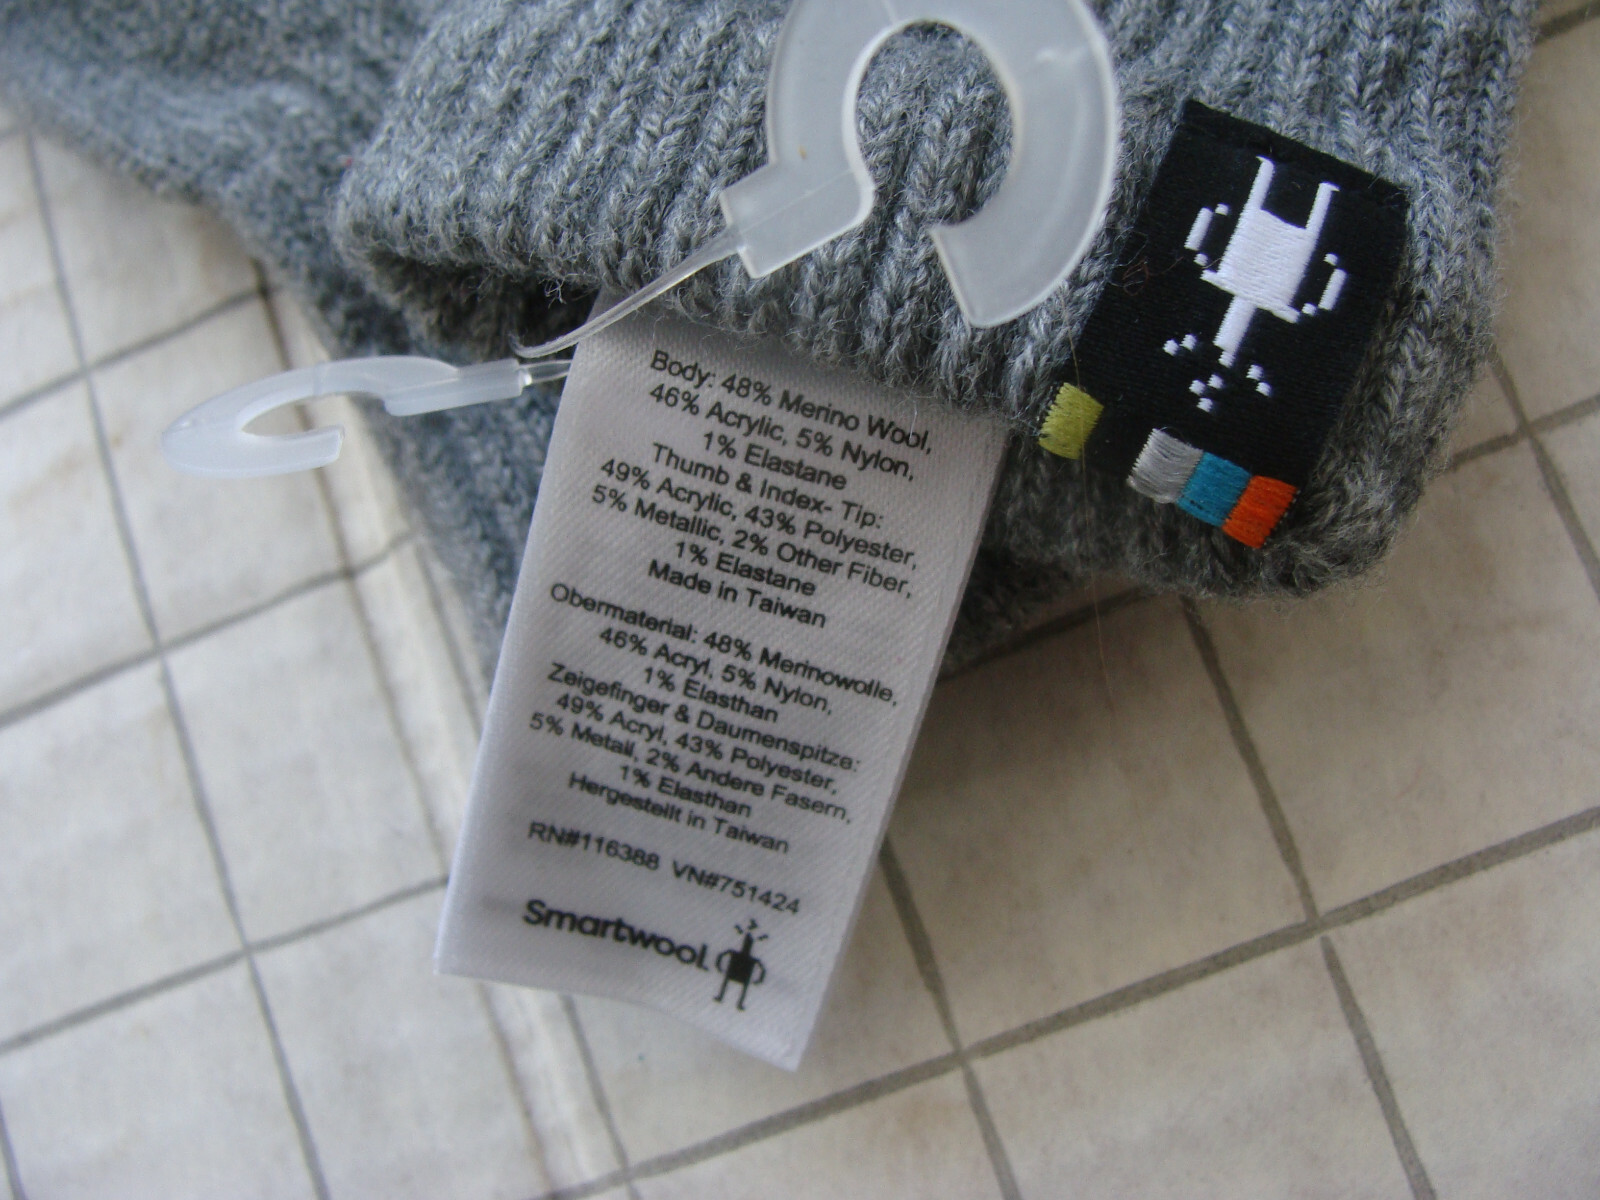 Body: 48% Merino Wool,
46% Acrylic, 5% Nylon,
1% Elastane
Thumb & Index- Tip:
49% Acrylic, 43% Polyester,
5% Metallic, 2% Other Fiber,
1% Elastane
Made in Taiwan
Obermaterial: 48% Merinowolle,
46% Acryl, 5% Nylon,
1% Elasthan
Zeigefinger & Daumenspitze:
49% Acryl, 43% Polyester,
5% Metall, 2% Andere Fasern,
1% Elasthan
Hergestellt in Taiwan
RN#116388 VN#751424
Smartwool